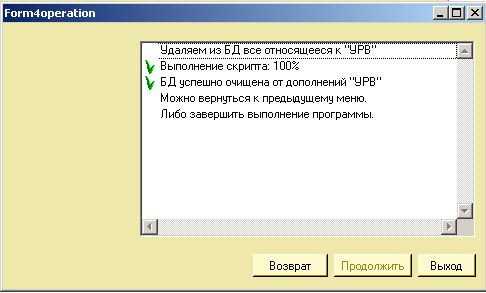 Form4operation
Удаляем из БД все относящееся к "УРВ"
Выполнение скрипта: 100%
БД успешно очищена от дополнений "УРВ"
Можно вернуться к предыдущему меню.
Либо завершить выполнение программы.
Возврат Продолжить Выход